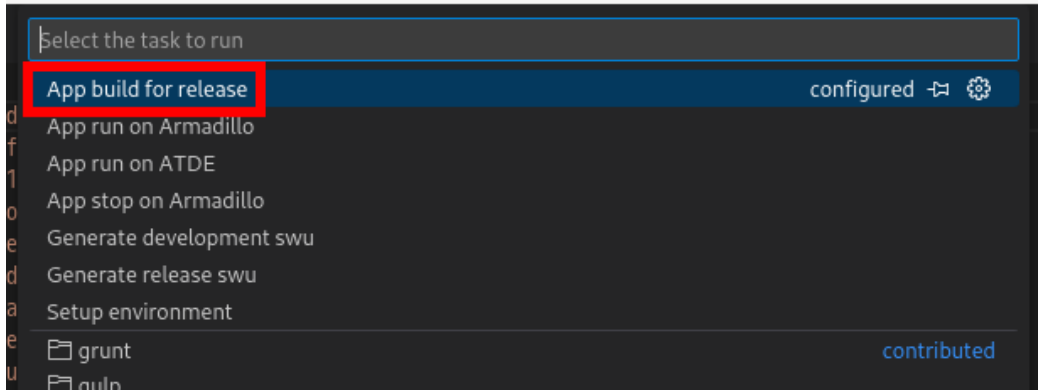 Select the task to run
App build for release configured
App run on Armadillo
App run on ATDE
App stop on Armadillo
Generate development swu
Generate release swu
Setup environment
grunt contributed
gulp